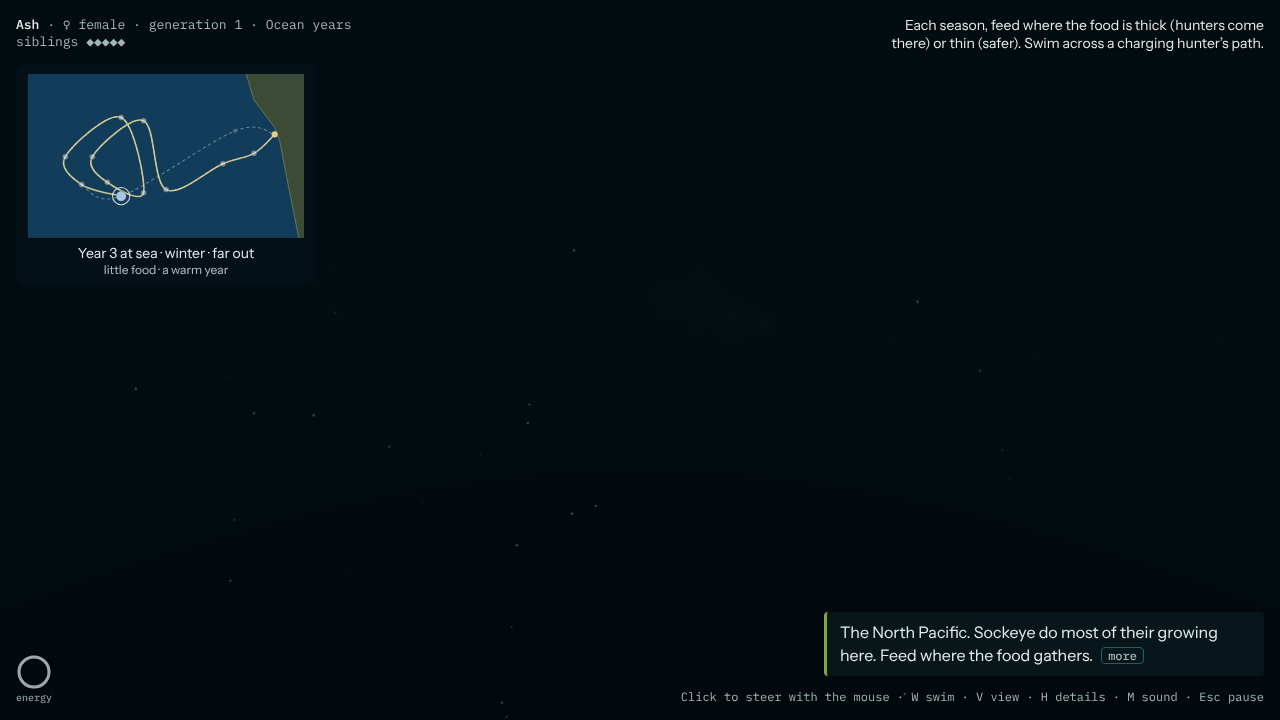 Ash · ♀ female · generation 1 · Ocean years
siblings ◆◆◆◆◆
Each season, feed where the food is thick (hunters come
there) or thin (safer). Swim across a charging hunter's path.
Year 3 at sea · winter · far out
little food · a warm year
The North Pacific. Sockeye do most of their growing
here. Feed where the food gathers. more
energy
Click to steer with the mouse · W swim · V view · H details · M sound · Esc pause